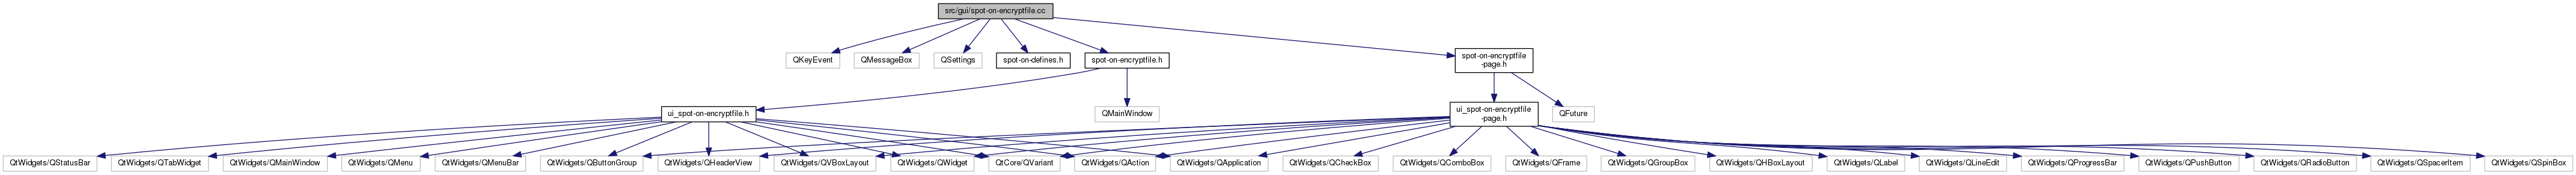 src/gui/spot-on-encryptfile.cc
QKeyEvent
QMessageBox
QSettings
spot-on-defines.h
spot-on-encryptfile.h
spot-on-encryptfile
-page.h
ui_spot-on-encryptfile.h
QMainWindow
ui_spot-on-encryptfile
-page.h
QFuture
QtWidgets/QStatusBar
QtWidgets/QTabWidget
QtWidgets/QMainWindow
QtWidgets/QMenu
QtWidgets/QMenuBar
QtWidgets/QButtonGroup
QtWidgets/QHeaderView
QtWidgets/QVBoxLayout
QtWidgets/QWidget
QtCore/QVariant
QtWidgets/QAction
QtWidgets/QApplication
QtWidgets/QCheckBox
QtWidgets/QComboBox
QtWidgets/QFrame
QtWidgets/QGroupBox
QtWidgets/QHBoxLayout
QtWidgets/QLabel
QtWidgets/QLineEdit
QtWidgets/QProgressBar
QtWidgets/QPushButton
QtWidgets/QRadioButton
QtWidgets/QSpacerItem
QtWidgets/QSpinBox